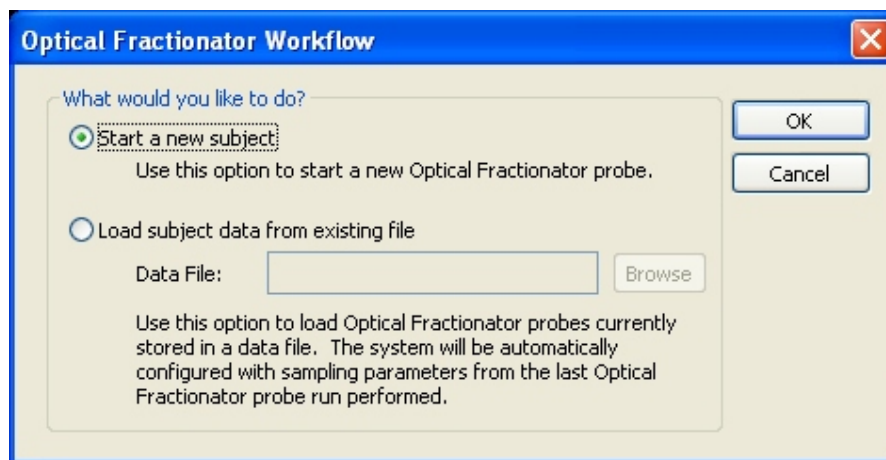 Optical Fractionator Workflow
What would you like to do?
Start a new subject
Use this option to start a new Optical Fractionator probe.
Load subject data from existing file
Data File:
Browse
Use this option to load Optical Fractionator probes currently
stored in a data file. The system will be automatically
configured with sampling parameters from the last Optical
Fractionator probe run performed.
OK
Cancel